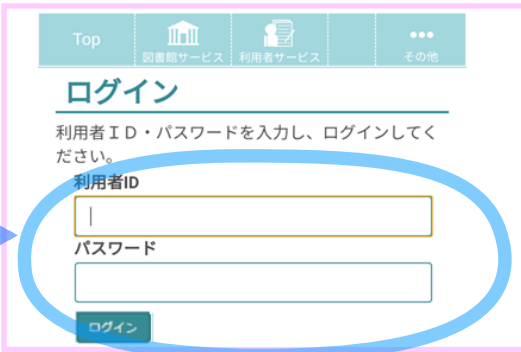 Top
図書館サービス
利用者サービス
その他
ログイン
利用者ＩＤ・パスワードを入力し、ログインしてく
ださい。
利用者ID
パスワード
ログイン